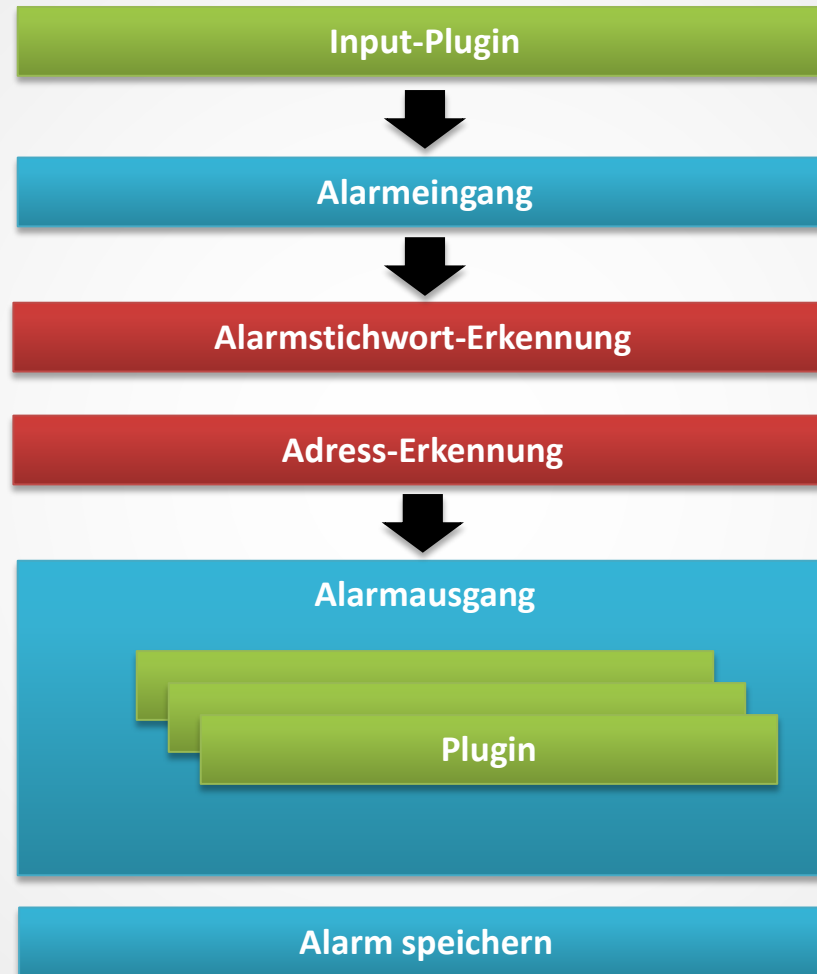 Input-Plugin
Alarmeingang
Alarmstichwort-Erkennung
Adress-Erkennung
Alarmausgang
Plugin
Alarm speichern